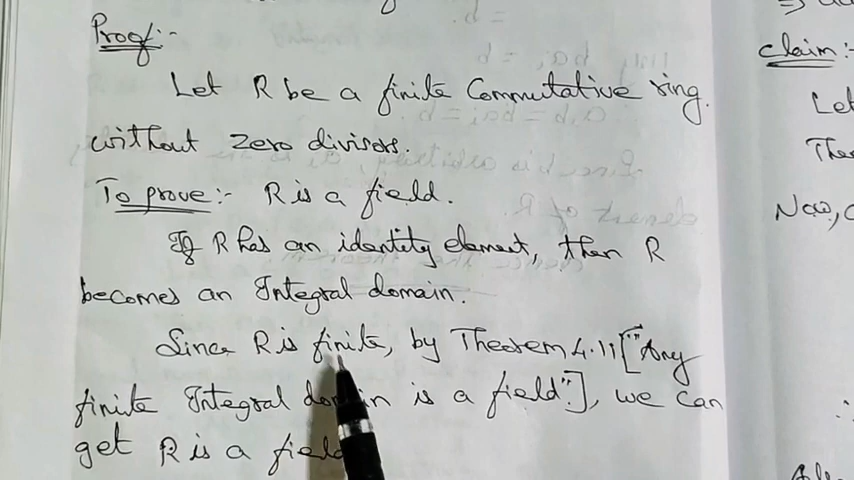 Proof:-
Let R be a finite Commutative ring
without Zero divisors.
To prove:- R is a field.
If R has an identity element, then R
becomes an Integral domain.
Since R is finite, by Theorem 4.11 ["Any
finite Integral domain is a field"], we can
get R is a field
claim:-
Let
The
Now,